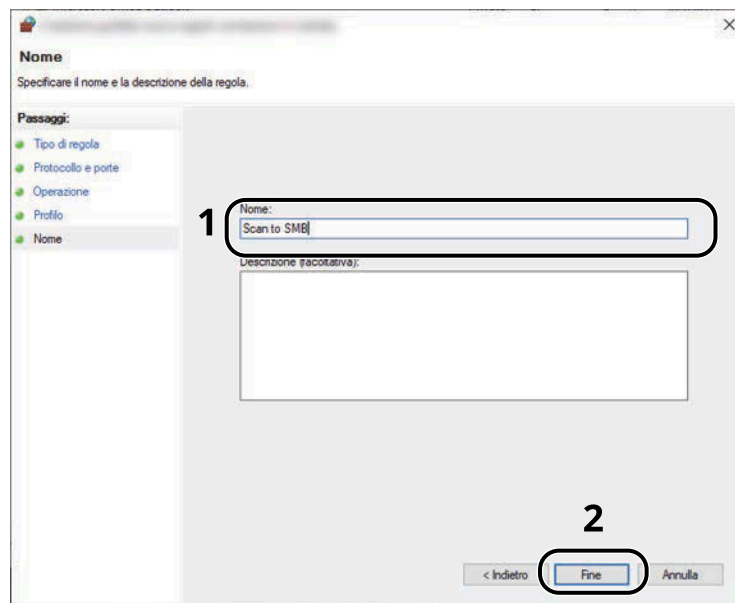 Nome
Specificare il nome e la descrizione della regola.
Passaggi:
Tipo di regola
Protocollo e porte
Operazione
Profilo
Nome
1
Nome:
Scan to SMB
Descrizione (facoltativa):
2
< Indietro
Fine
Annulla